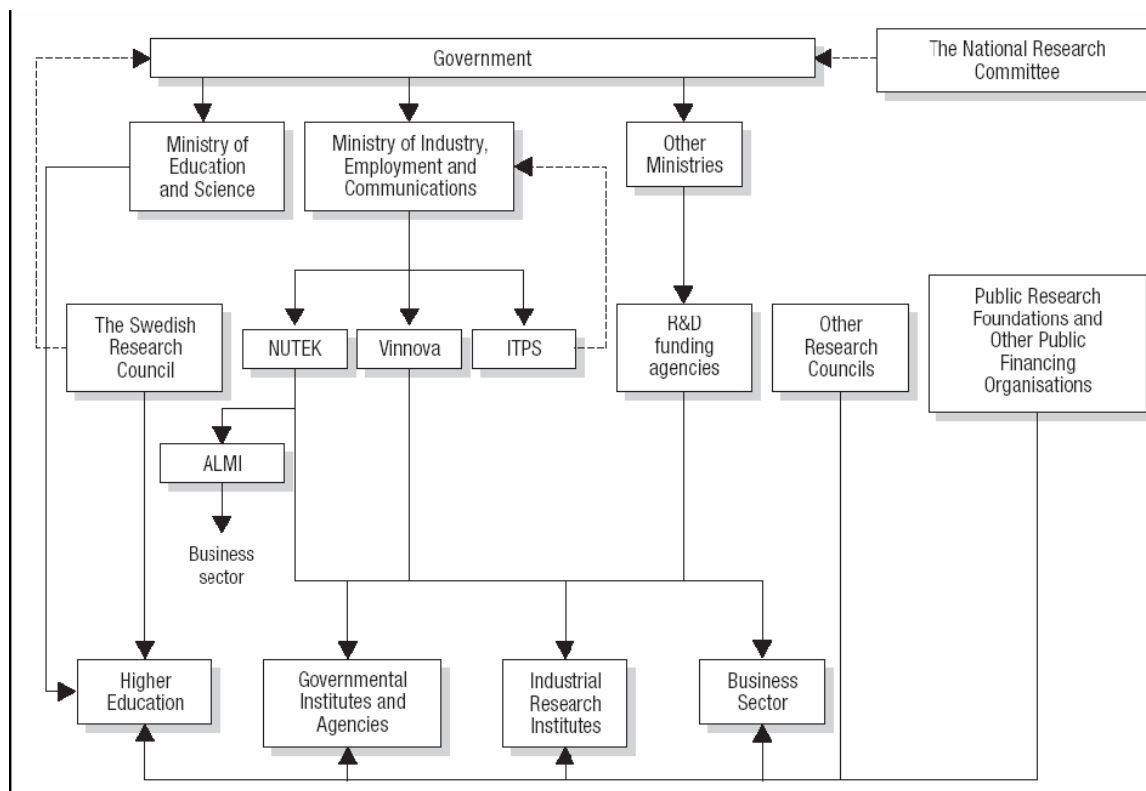 Government
The National Research
Committee
Ministry of
Education
and Science
Ministry of Industry,
Employment and
Communications
Other
Ministries
The Swedish
Research
Council
NUTEK
Vinnova
ITPS
R&D
funding
agencies
Other
Research
Councils
Public Research
Foundations and
Other Public
Financing
Organisations
ALMI
Business
sector
Higher
Education
Governmental
Institutes and
Agencies
Industrial
Research
Institutes
Business
Sector